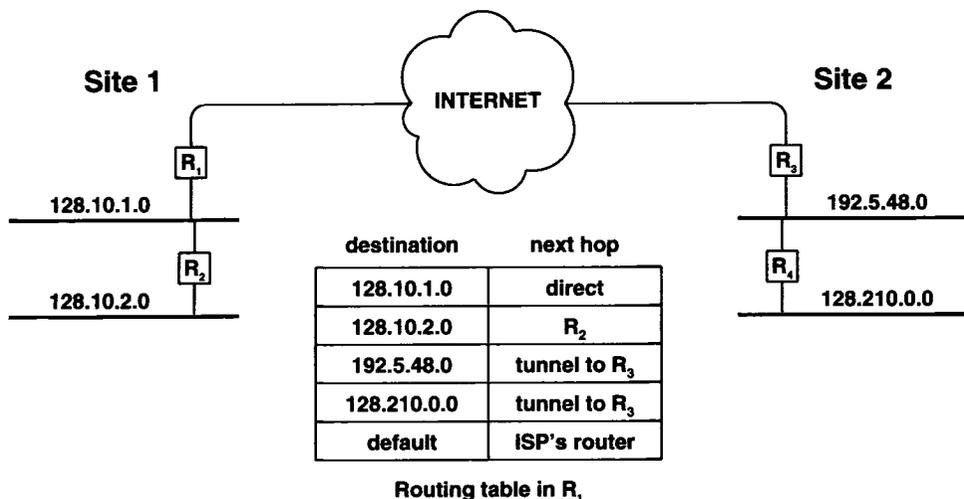 Site 1
INTERNET
Site 2
R₁
R₃
128.10.1.0
192.5.48.0
R₂
R₄
128.10.2.0
128.210.0.0
destination next hop
128.10.1.0 direct
128.10.2.0 R₂
192.5.48.0 tunnel to R₃
128.210.0.0 tunnel to R₃
default ISP's router
Routing table in R₁